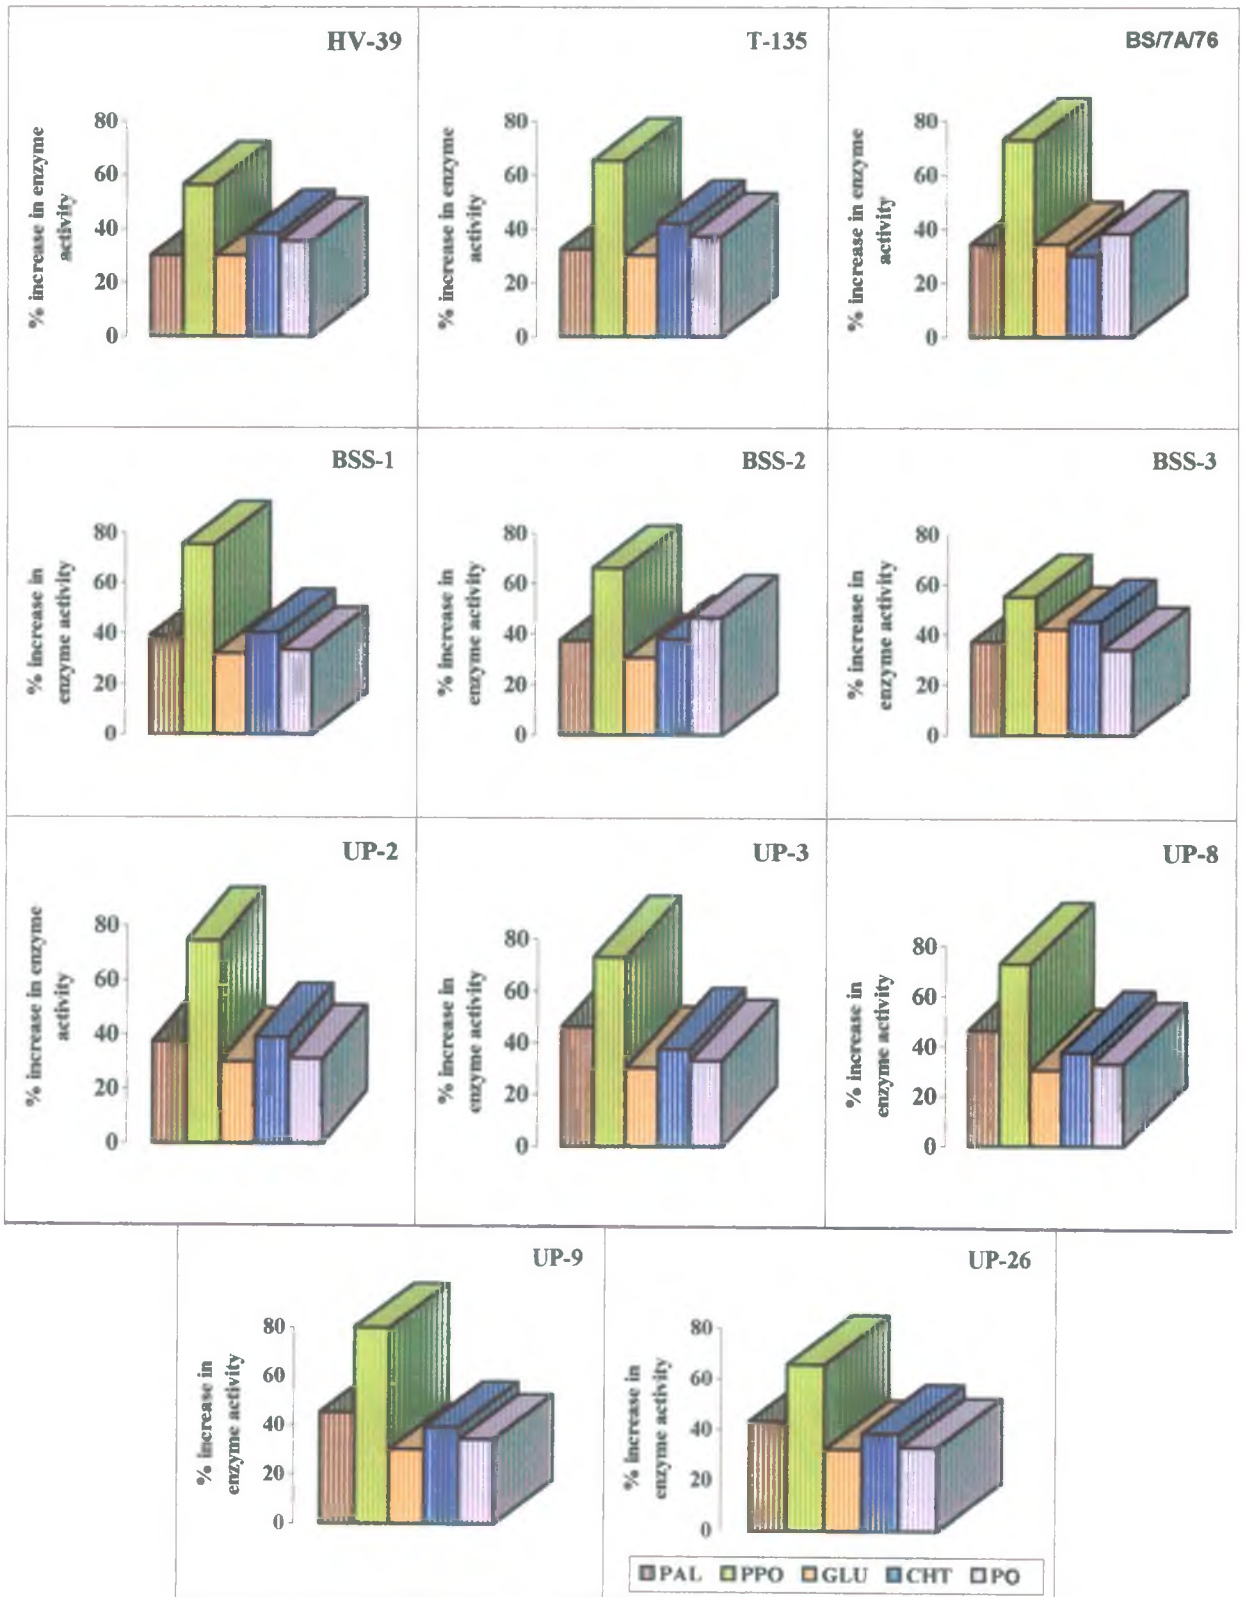 HV-39
% increase in enzyme
activity
80
60
40
20
0
T-135
% increase in enzyme
activity
80
60
40
20
0
BS/7A/76
% increase in enzyme
activity
80
60
40
20
0
BSS-1
% increase in
enzyme activity
80
60
40
20
0
BSS-2
% increase in
enzyme activity
80
60
40
20
0
BSS-3
% increase in
enzyme activity
80
60
40
20
0
UP-2
% increase in enzyme
activity
80
60
40
20
0
UP-3
% increase in
enzyme activity
80
60
40
20
0
UP-8
% increase in
enzyme activity
80
60
40
20
0
UP-9
% increase in
enzyme activity
80
60
40
20
0
UP-26
% increase in
enzyme activity
80
60
40
20
0
PAL PPO GLU CHT PO